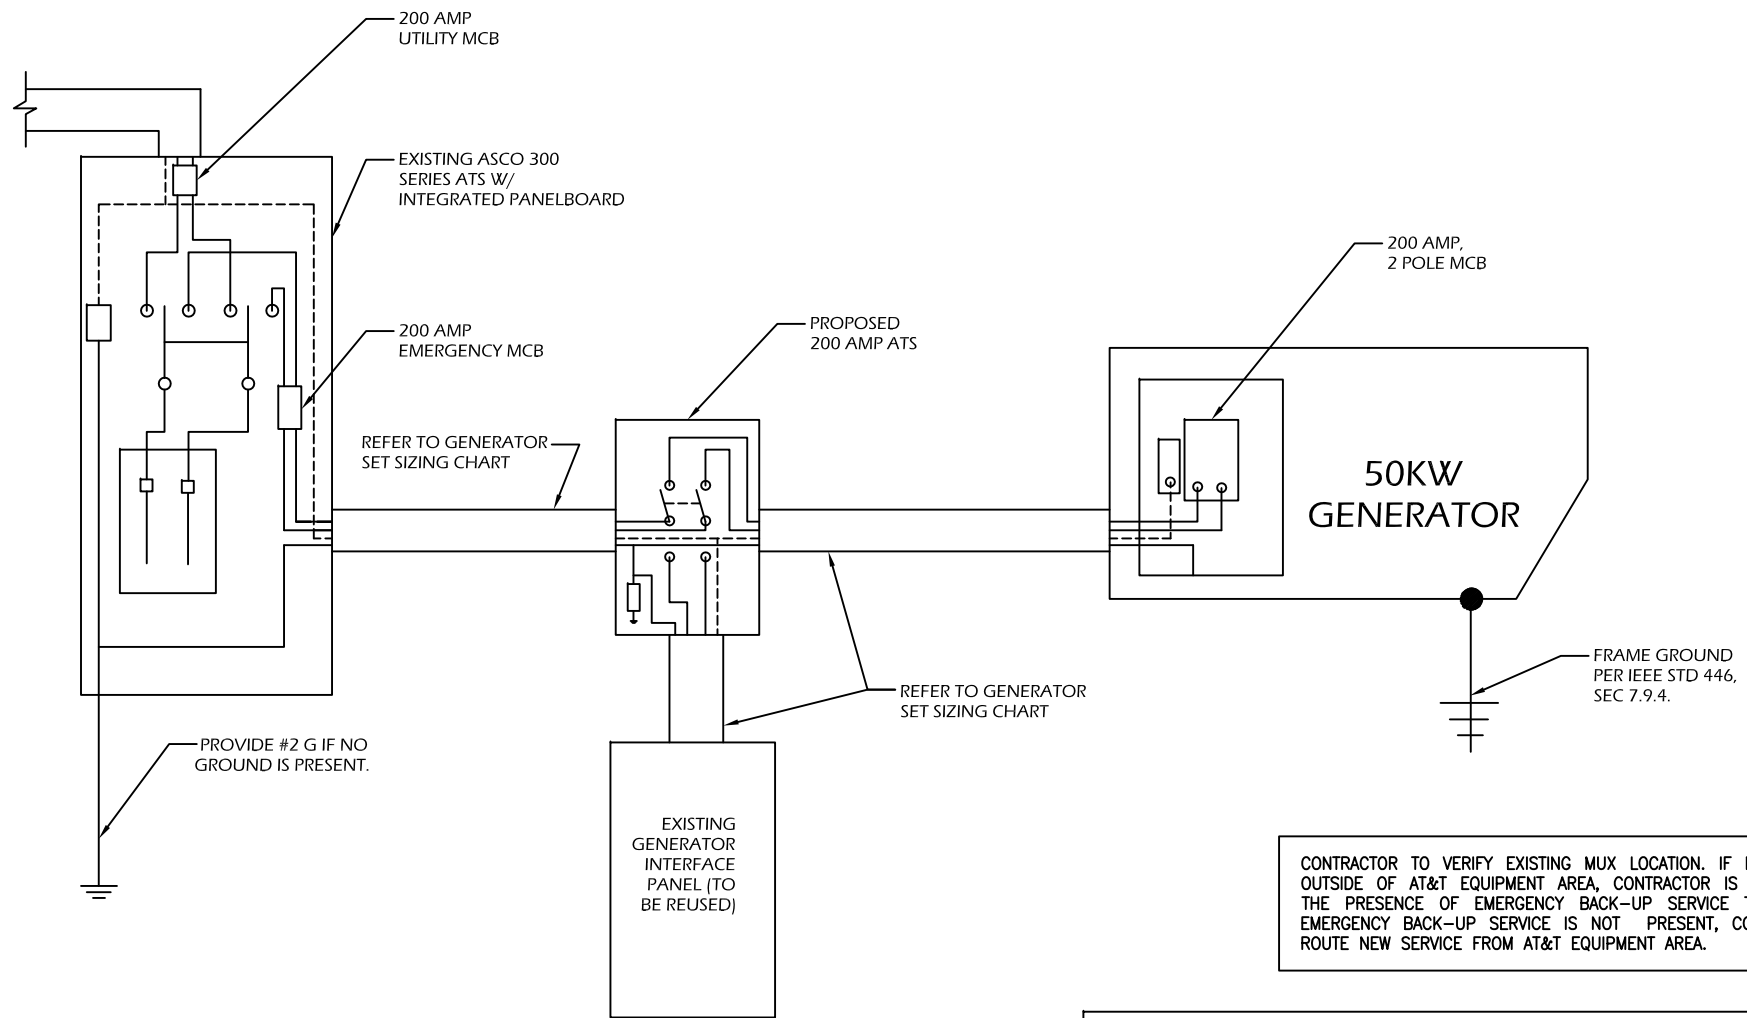 200 AMP
UTILITY MCB
EXISTING ASCO 300
SERIES ATS W/
INTEGRATED PANELBOARD
200 AMP
EMERGENCY MCB
REFER TO GENERATOR
SET SIZING CHART
PROPOSED
200 AMP ATS
200 AMP,
2 POLE MCB
50KW
GENERATOR
FRAME GROUND
PER IEEE STD 446,
SEC 7.9.4.
REFER TO GENERATOR
SET SIZING CHART
PROVIDE #2 G IF NO
GROUND IS PRESENT.
EXISTING
GENERATOR
INTERFACE
PANEL (TO
BE REUSED)
CONTRACTOR TO VERIFY EXISTING MUX LOCATION. IF
OUTSIDE OF AT&T EQUIPMENT AREA, CONTRACTOR IS
THE PRESENCE OF EMERGENCY BACK-UP SERVICE
EMERGENCY BACK-UP SERVICE IS NOT PRESENT,
ROUTE NEW SERVICE FROM AT&T EQUIPMENT AREA.